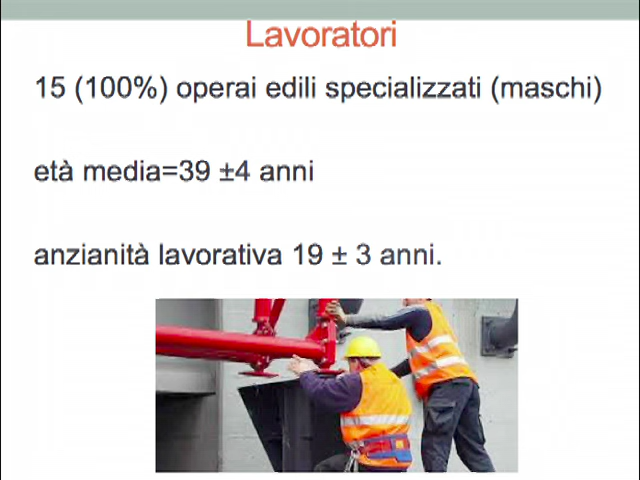 Lavoratori
15 (100%) operai edili specializzati (maschi)
età media=39 ±4 anni
anzianità lavorativa 19 ± 3 anni.